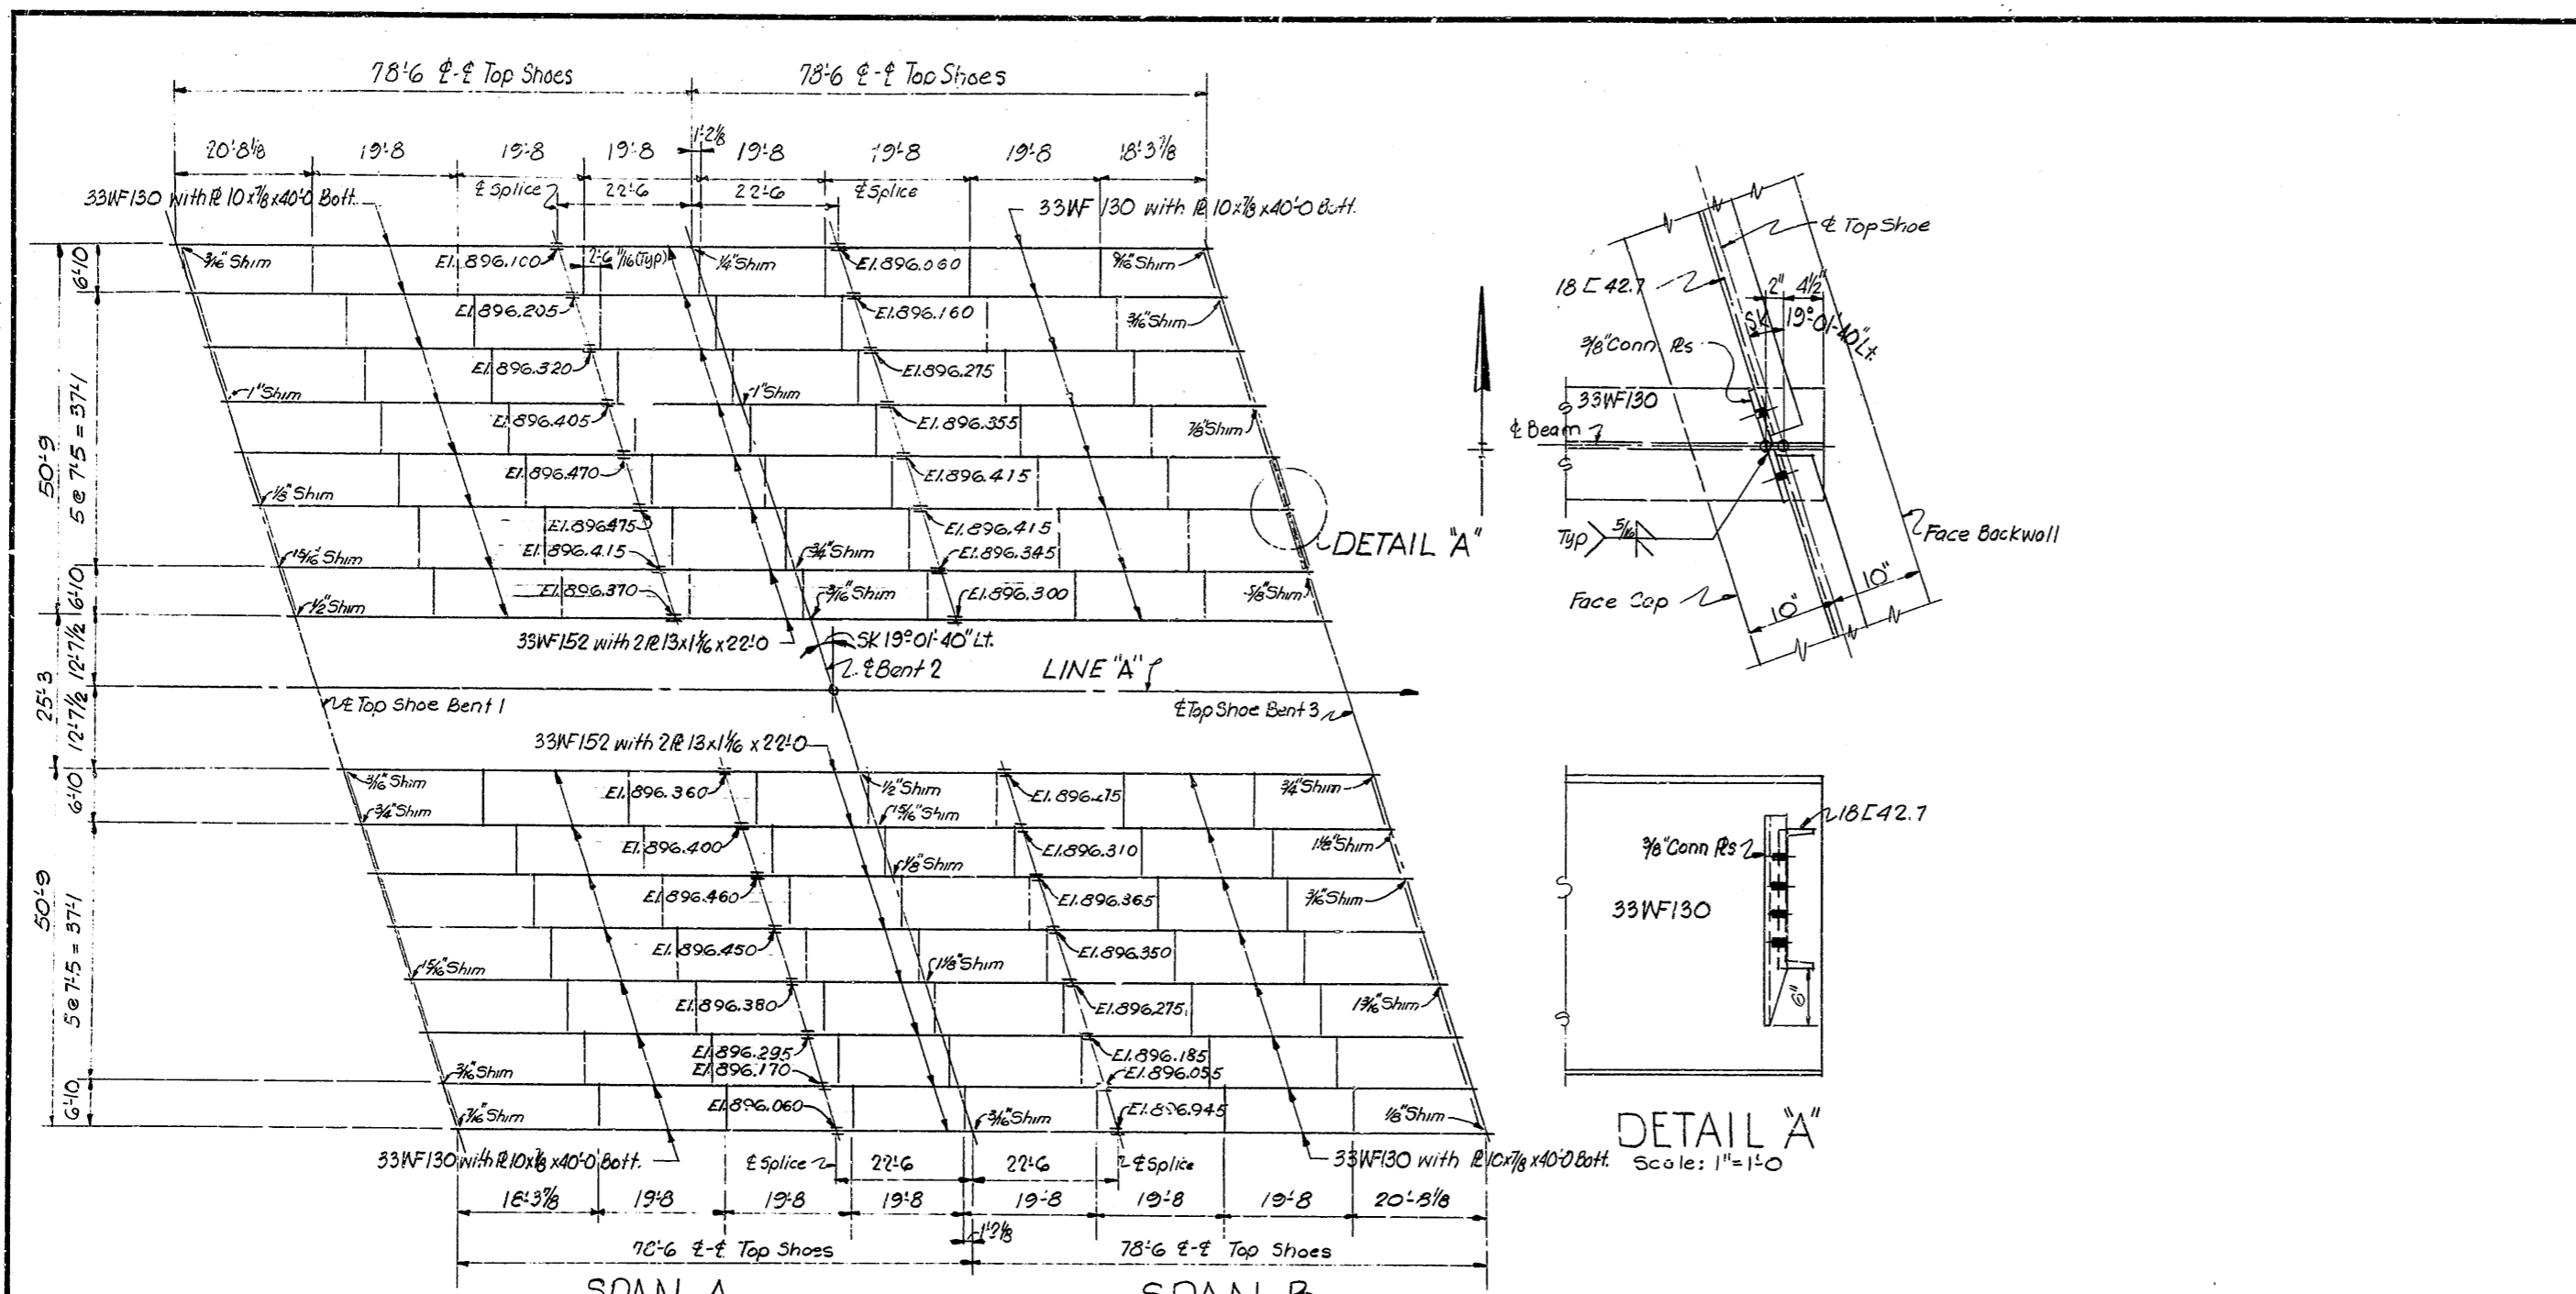 78'-6 ℄-℄ Top Shoes
78'-6 ℄-℄ Top Shoes
1'-2⅛
20'-8⅛
19'-8
19'-8
19'-8
19'-8
19'-8
19'-8
18'-3⅞
℄ Splice
22'-6
22'-6
℄ Splice
33WF130 with ℞ 10x⅞x40'-0 Bott.
33WF 130 with ℞ 10x⅞x40'-0 Bott.
6'-10
3/16" Shim
El. 896.100
2'-6 11/16 (Typ)
¼" Shim
El. 896.060
9/16" Shim
El. 896.205
El. 896.160
3/16" Shim
El. 896.320
El. 896.275
1" Shim
1" Shim
El. 896.405
El. 896.355
⅞" Shim
50'-9
5 @ 7'-5 = 37'-1
El. 896.470
El. 896.415
⅛" Shim
El. 896.475
El. 896.415
15/16" Shim
El. 896.415
¾" Shim
El. 896.345
DETAIL "A"
6'-10
½" Shim
El. 896.370
3/16" Shim
El. 896.300
⅝" Shim
33WF152 with 2 ℞ 13x1 1/16 x 22'-0
SK 19°-01'-40" Lt.
℄ Bent 2
LINE "A"
25'-3
12'-7½
12'-7½
℄ Top Shoe Bent 1
℄ Top Shoe Bent 3
33WF152 with 2 ℞ 13x1 1/16 x 22'-0
6'-10
3/16" Shim
El. 896.360
½" Shim
¾" Shim
¾" Shim
15/16" Shim
El. 896.400
El. 896.310
1⅛" Shim
⅛" Shim
El. 896.460
El. 896.365
3/16" Shim
50'-9
5 @ 7'-5 = 37'-1
El. 896.450
El. 896.350
15/16" Shim
1⅛" Shim
El. 896.380
El. 896.275
1 3/16" Shim
El. 896.295
El. 896.185
3/16" Shim
El. 896.170
El. 896.055
6'-10
7/16" Shim
El. 896.060
3/16" Shim
⅛" Shim
33WF130 with ℞ 10x⅞x40'-0 Bott.
℄ Splice
22'-6
22'-6
℄ Splice
33WF130 with ℞ 10x⅞x40'-0 Bott.
18'-3⅞
19'-8
19'-8
19'-8
19'-8
19'-8
19'-8
20'-8⅛
1'-2⅛
78'-6 ℄-℄ Top Shoes
78'-6 ℄-℄ Top Shoes
SPAN A
SPAN B
℄ Top Shoe
18 [ 42.7
2"
4½"
SK 19°-01'-40" Lt.
⅜" Conn. ℞s
33WF130
℄ Beam
Typ
5/16
Face Backwall
Face Cap
10"
10"
18 [ 42.7
⅜" Conn ℞s
33WF130
6"
DETAIL "A"
Scale: 1"=1'-0